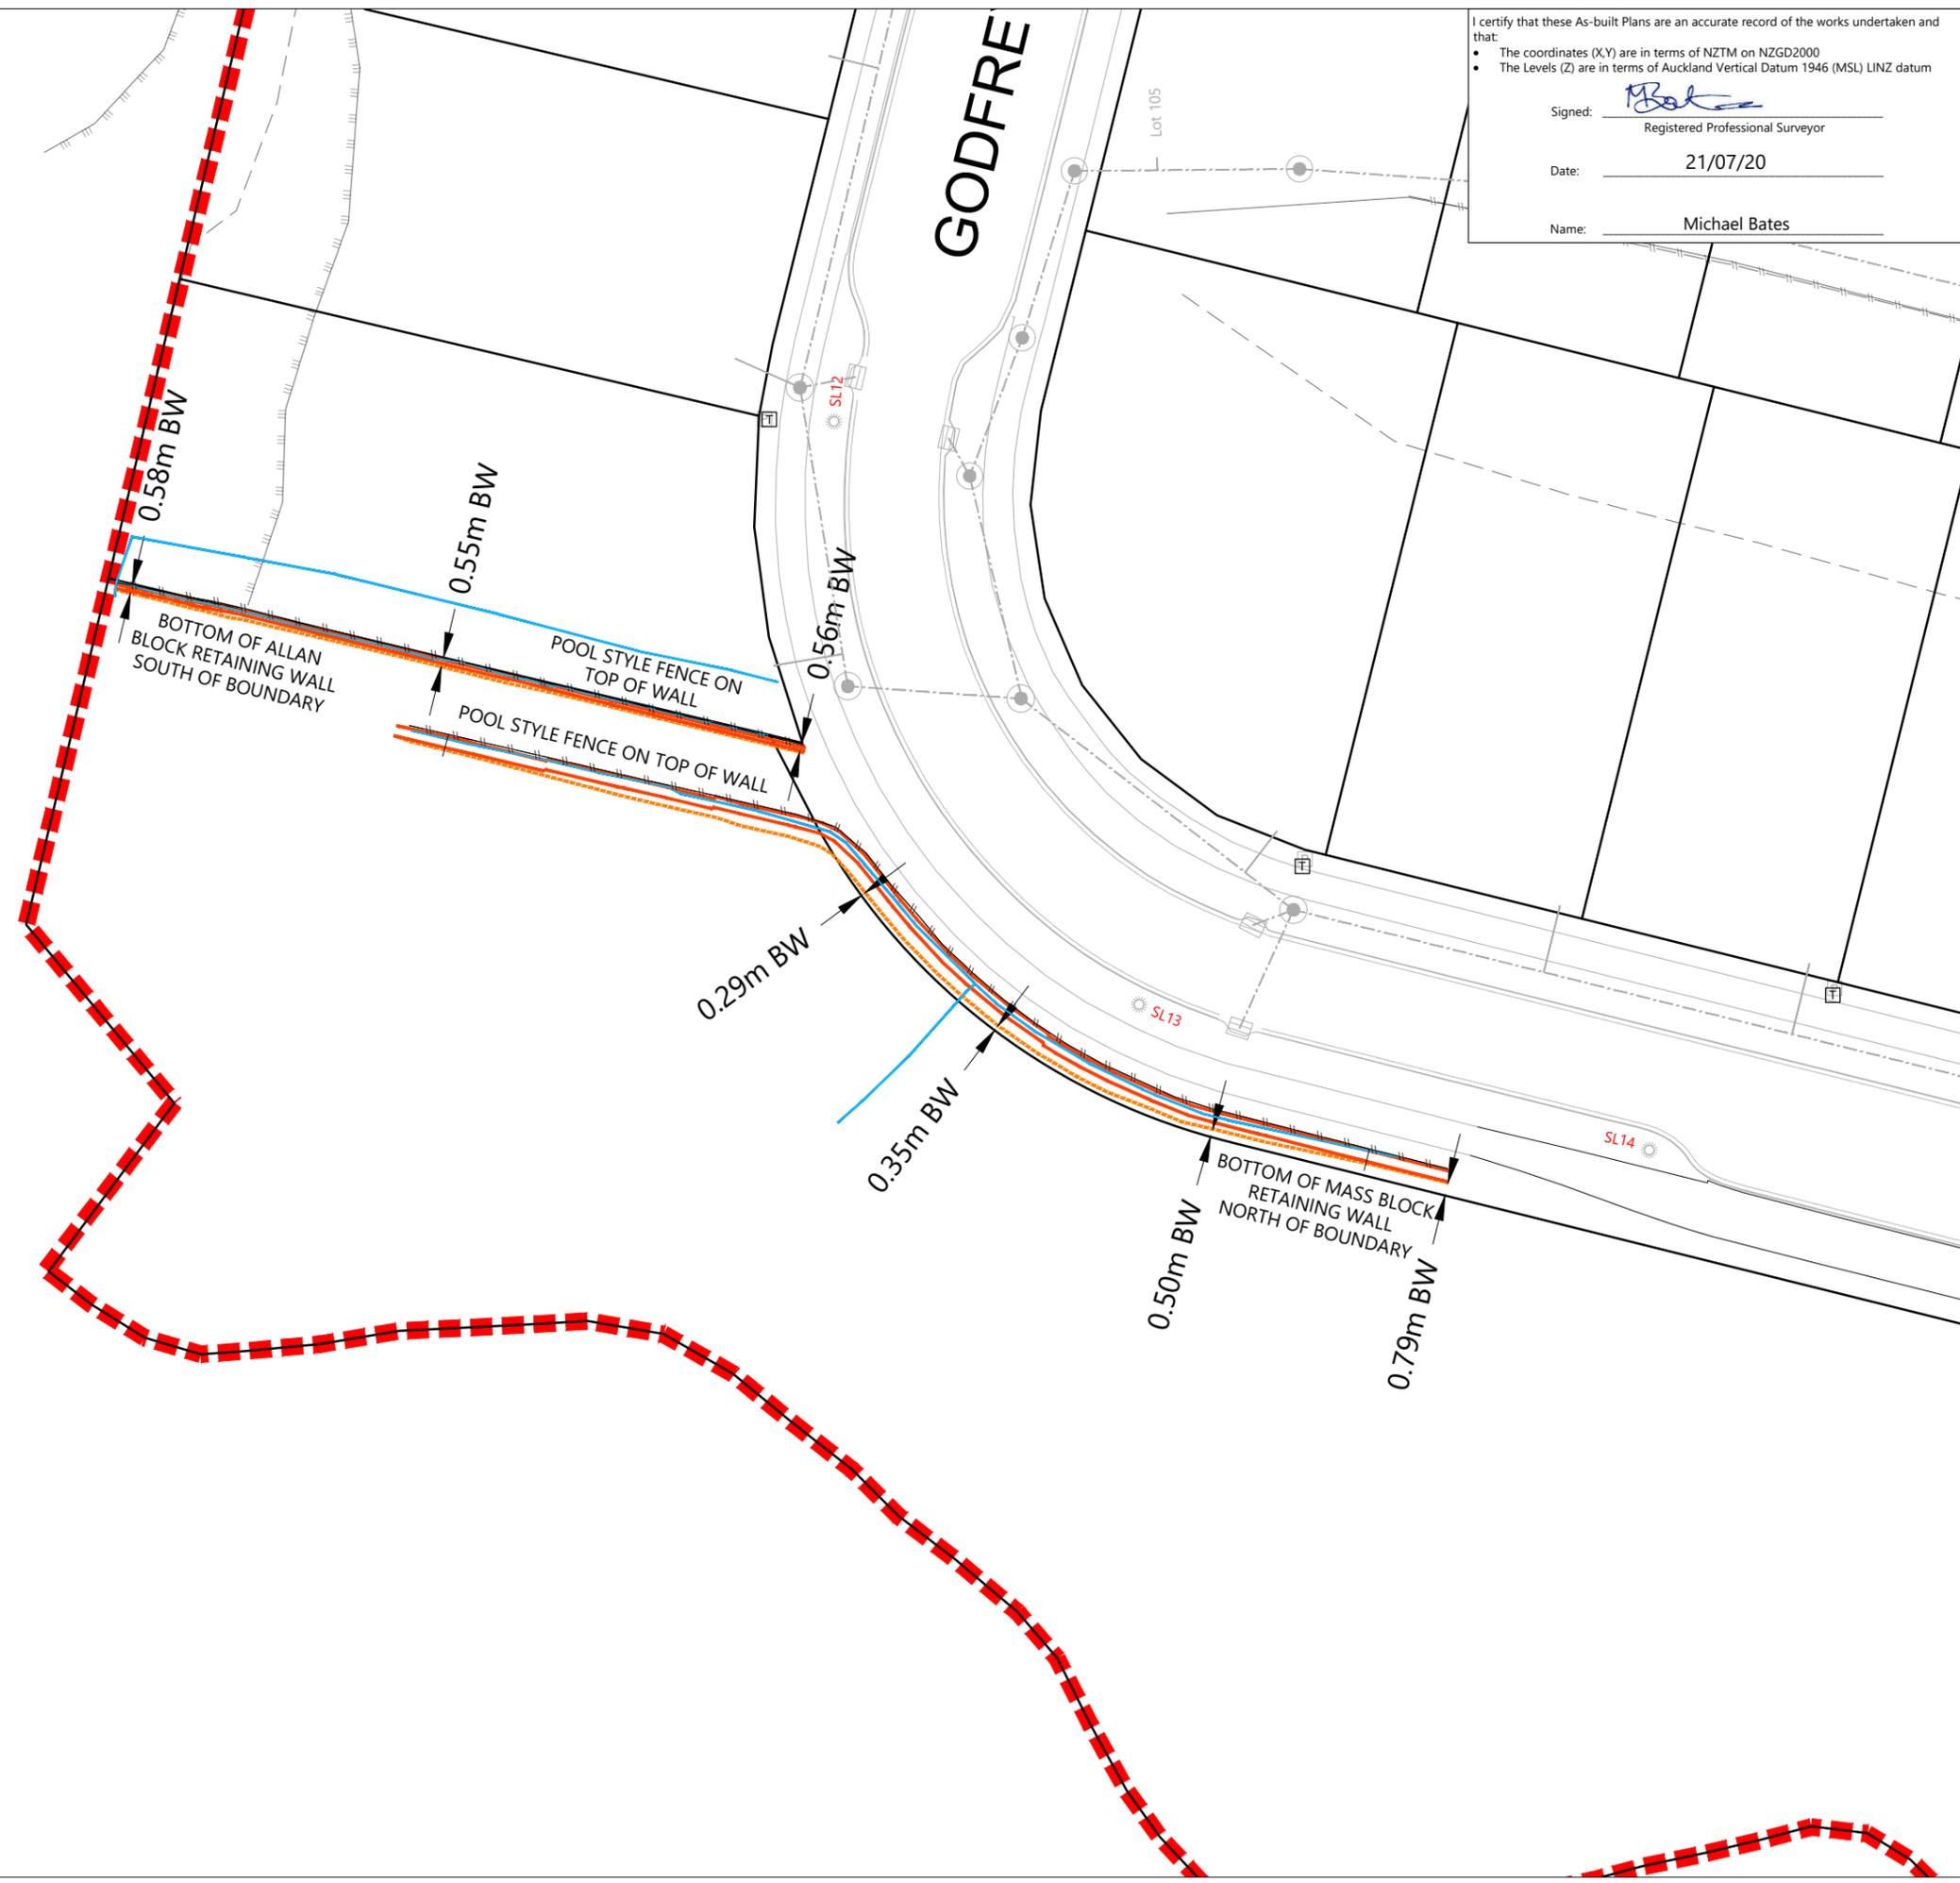 I certify that these As-built Plans are an accurate record of the works undertaken and
that:
• The coordinates (X,Y) are in terms of NZTM on NZGD2000
• The Levels (Z) are in terms of Auckland Vertical Datum 1946 (MSL) LINZ datum
Signed:
Registered Professional Surveyor
Date: 21/07/20
Name: Michael Bates
GODFRE
Lot 105
SL12
T
0.58m BW
0.55m BW
0.56m BW
BOTTOM OF ALLAN
BLOCK RETAINING WALL
SOUTH OF BOUNDARY
POOL STYLE FENCE ON
TOP OF WALL
POOL STYLE FENCE ON TOP OF WALL
T
0.29m BW
T
SL13
0.35m BW
SL14
BOTTOM OF MASS BLOCK
RETAINING WALL
NORTH OF BOUNDARY
0.50m BW
0.79m BW